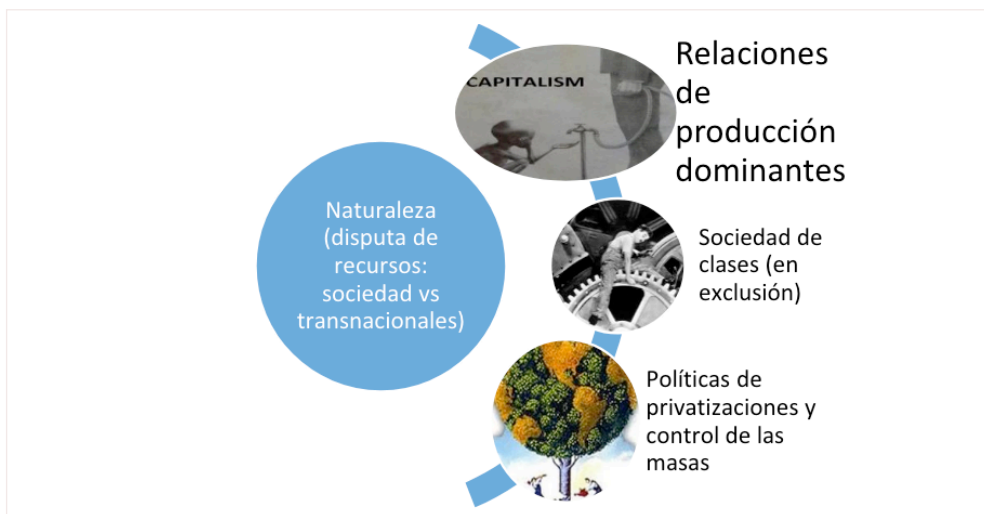 CAPITALISM
Relaciones
de
producción
dominantes
Naturaleza
(disputa de
recursos:
sociedad vs
transnacionales)
Sociedad de
clases (en
exclusión)
Políticas de
privatizaciones y
control de las
masas